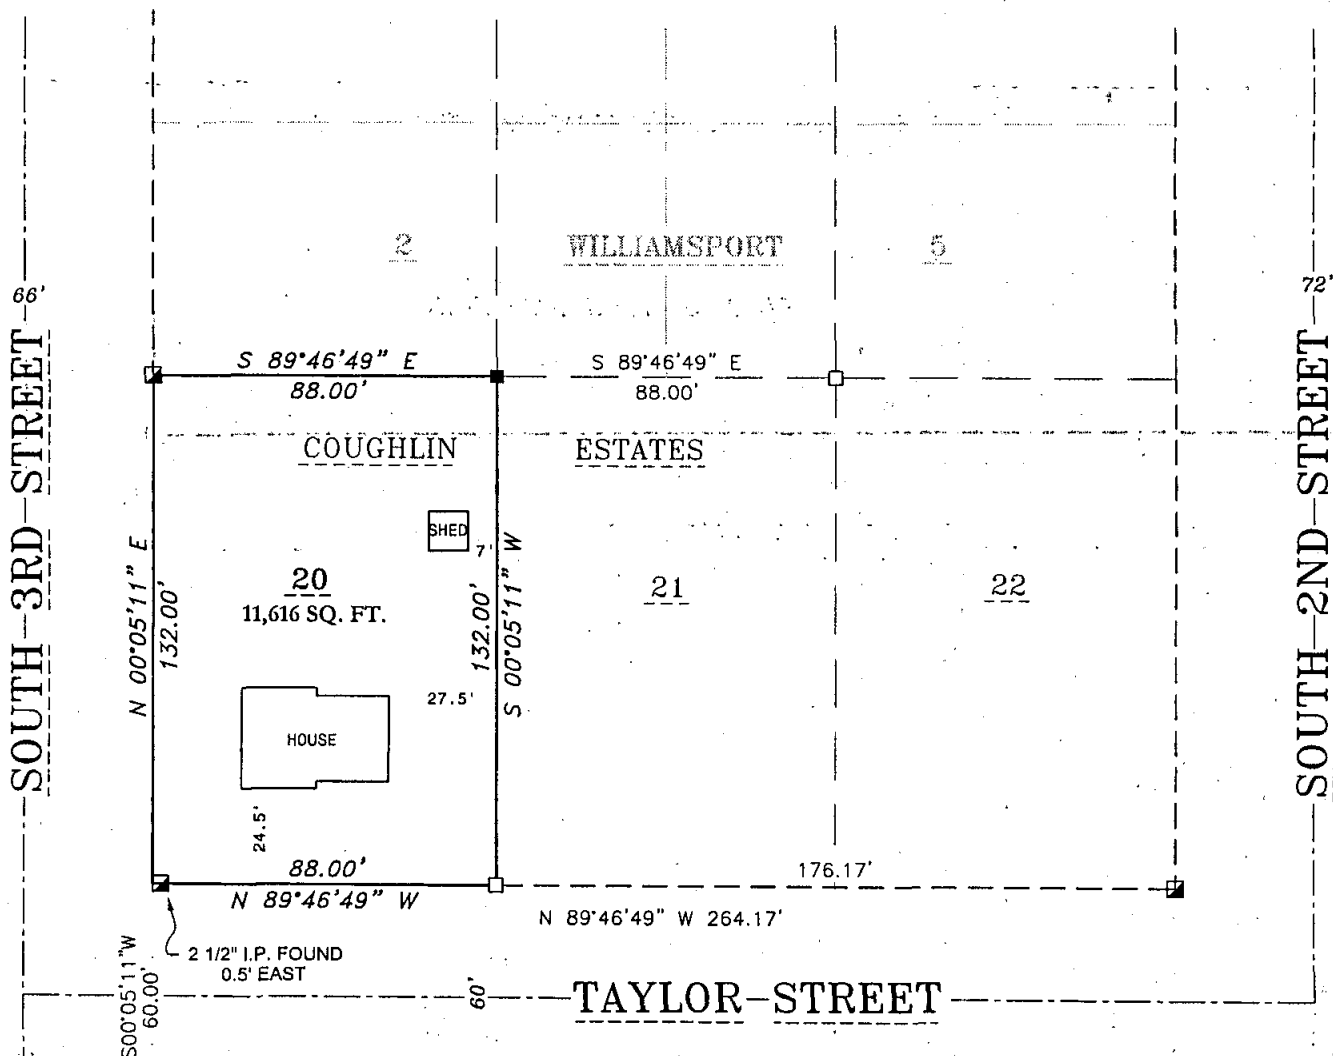 2
WILLIAMSPORT
5
66'
72'
SOUTH 3RD STREET
SOUTH 2ND STREET
S 89°46'49" E
88.00'
S 89°46'49" E
88.00'
COUGHLIN ESTATES
SHED
7'
N 00°05'11" E
132.00'
132.00'
S 00°05'11" W
20
11,616 SQ. FT.
21
22
27.5'
HOUSE
24.5'
88.00'
N 89°46'49" W
176.17'
N 89°46'49" W 264.17'
2 1/2" I.P. FOUND
0.5' EAST
S00°05'11"W
60.00'
60'
TAYLOR STREET